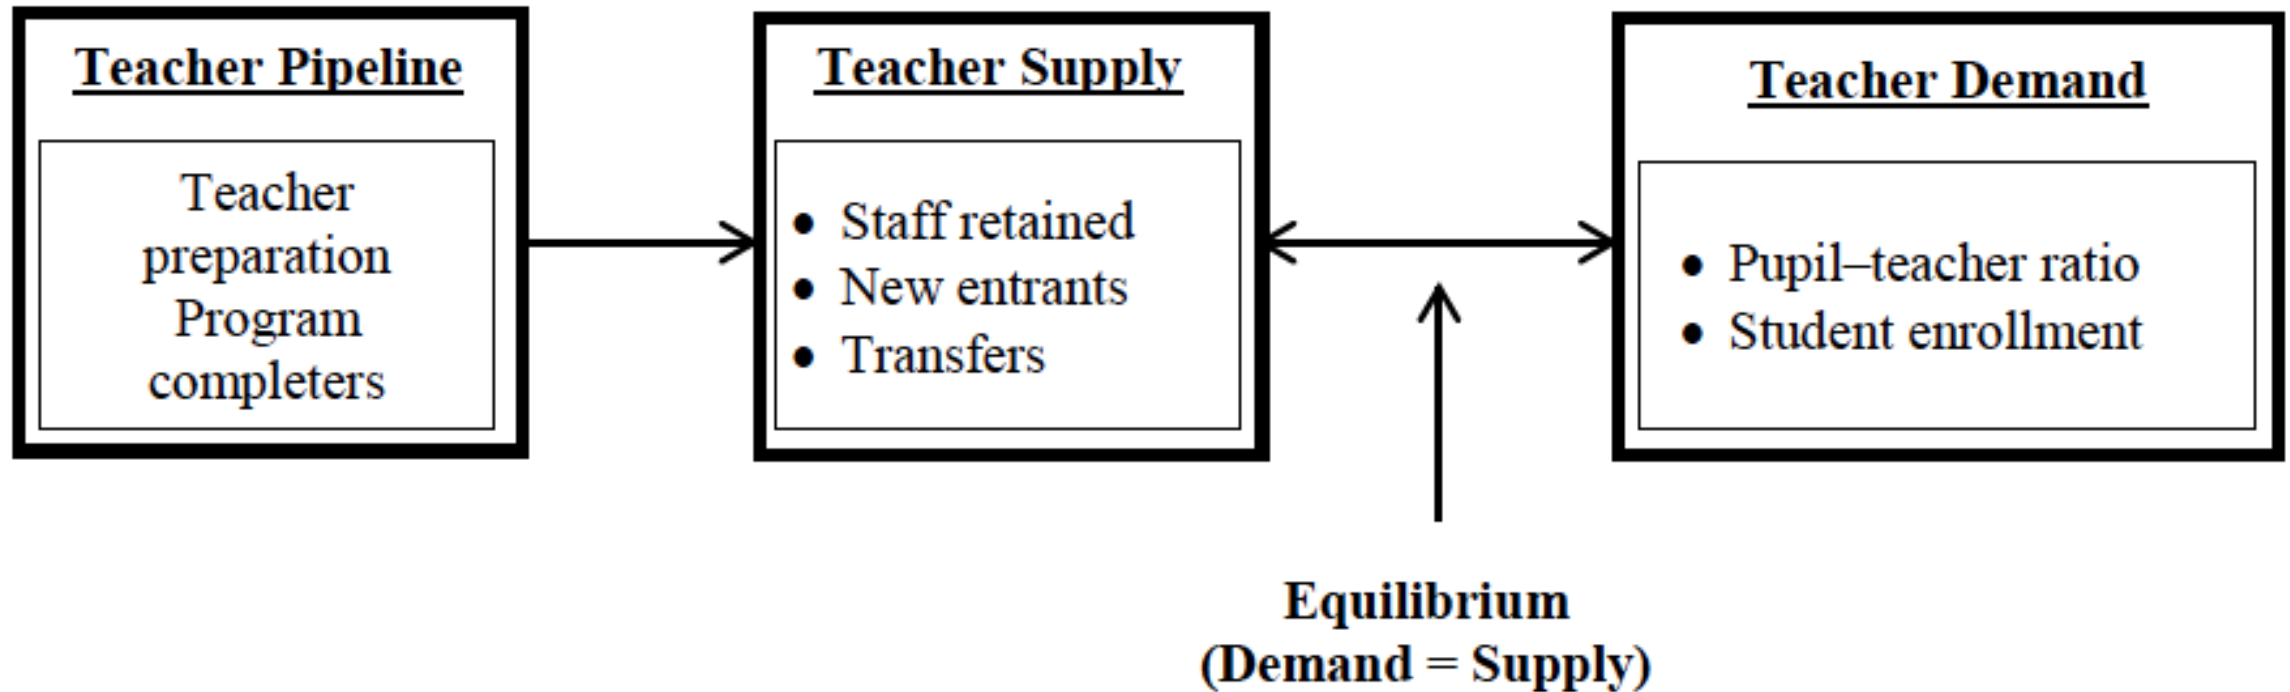 Teacher Pipeline
Teacher
preparation
Program
completers
Teacher Supply
• Staff retained
• New entrants
• Transfers
Teacher Demand
• Pupil–teacher ratio
• Student enrollment
Equilibrium
(Demand = Supply)